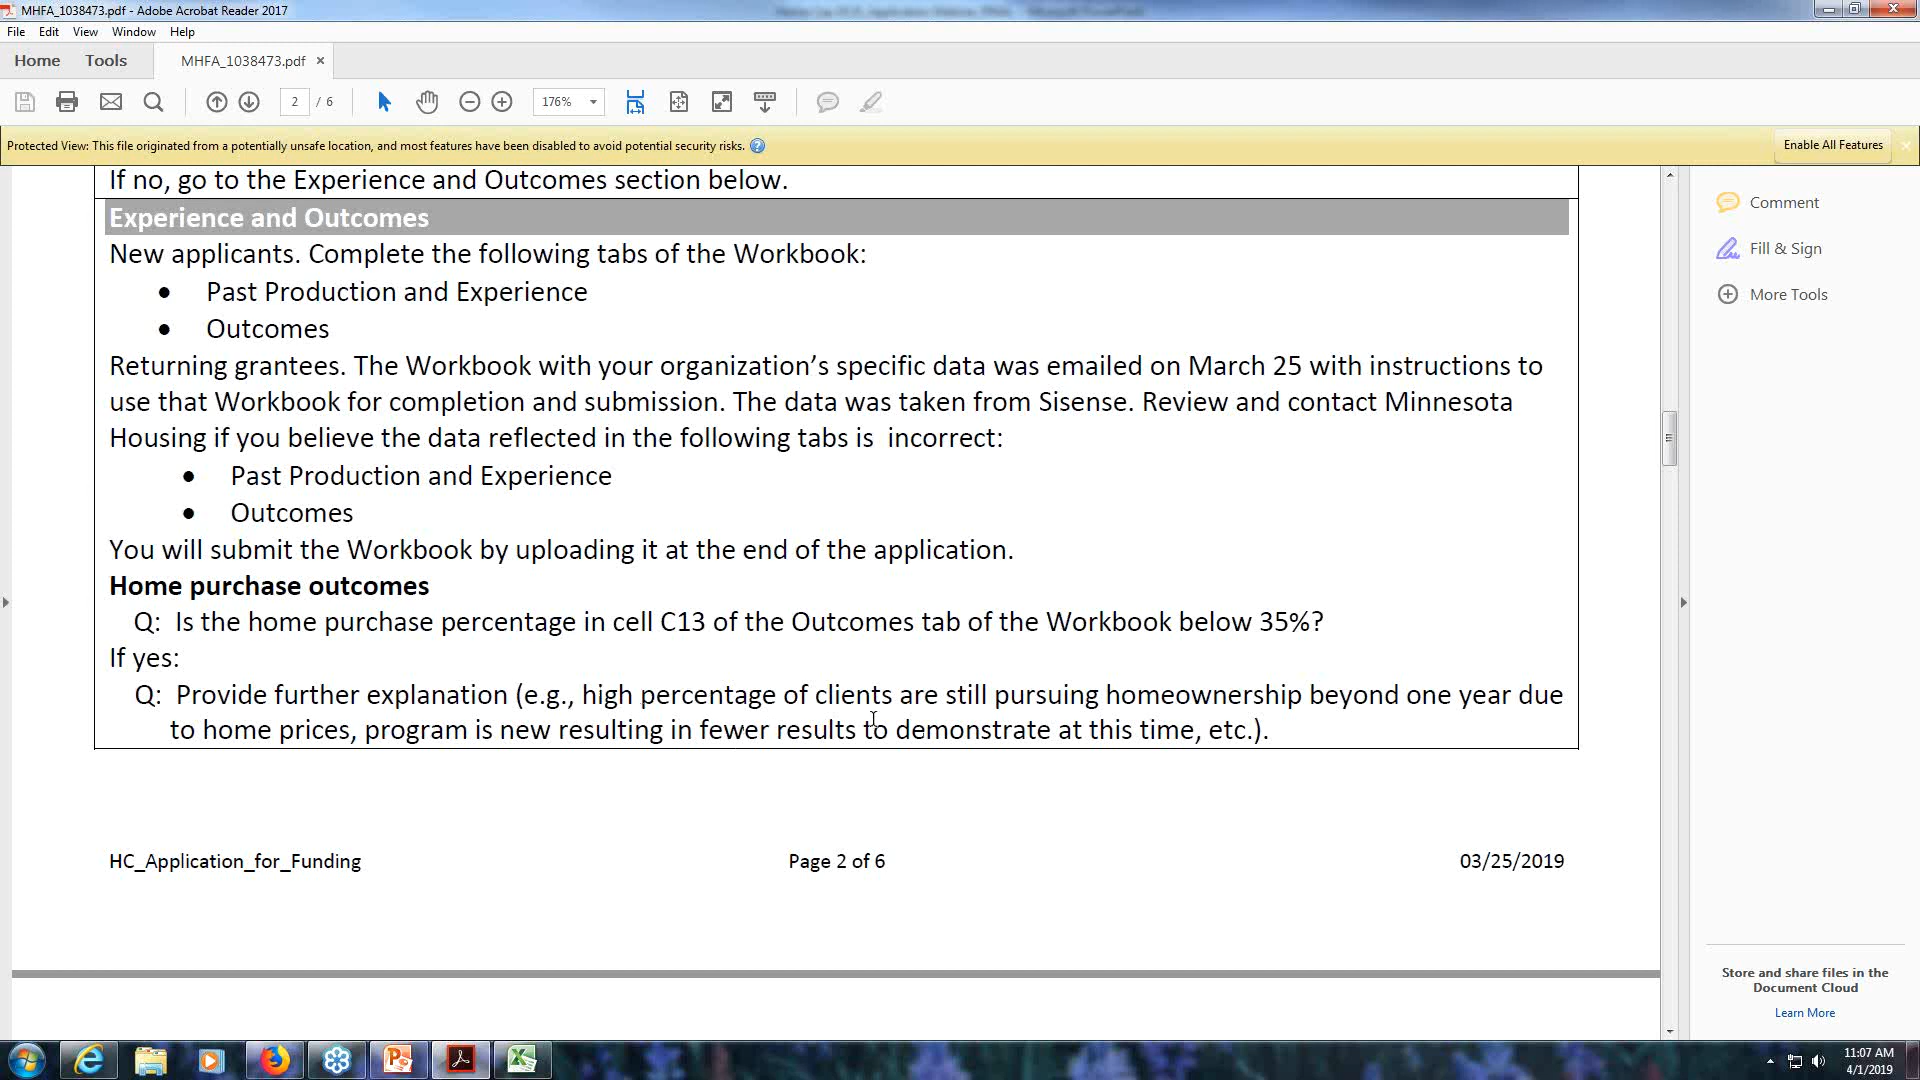 MHFA_1038473.pdf - Adobe Acrobat Reader 2017
File Edit View Window Help
Home Tools MHFA_1038473.pdf ×
2 / 6 176%
Protected View: This file originated from a potentially unsafe location, and most features have been disabled to avoid potential security risks. Enable All Features
If no, go to the Experience and Outcomes section below.
Experience and Outcomes
New applicants. Complete the following tabs of the Workbook:
• Past Production and Experience
• Outcomes
Returning grantees. The Workbook with your organization’s specific data was emailed on March 25 with instructions to
use that Workbook for completion and submission. The data was taken from Sisense. Review and contact Minnesota
Housing if you believe the data reflected in the following tabs is  incorrect:
• Past Production and Experience
• Outcomes
You will submit the Workbook by uploading it at the end of the application.
Home purchase outcomes
Q: Is the home purchase percentage in cell C13 of the Outcomes tab of the Workbook below 35%?
If yes:
Q: Provide further explanation (e.g., high percentage of clients are still pursuing homeownership beyond one year due
to home prices, program is new resulting in fewer results to demonstrate at this time, etc.).
HC_Application_for_Funding Page 2 of 6 03/25/2019
Comment
Fill & Sign
More Tools
Store and share files in the
Document Cloud
Learn More
11:07 AM
4/1/2019